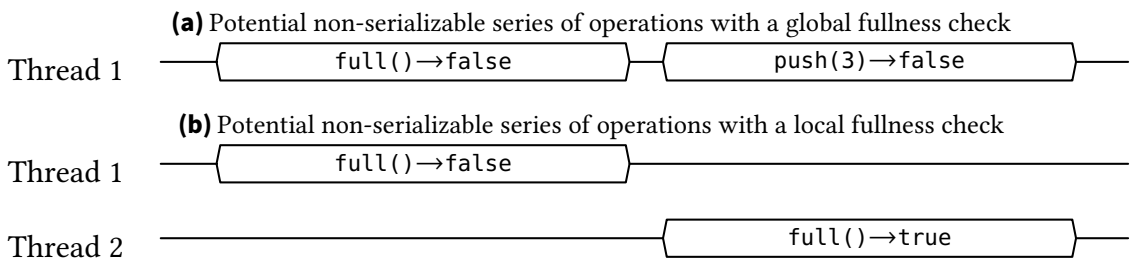 (a) Potential non-serializable series of operations with a global fullness check
Thread 1 full()→false push(3)→false
(b) Potential non-serializable series of operations with a local fullness check
Thread 1 full()→false
Thread 2 full()→true